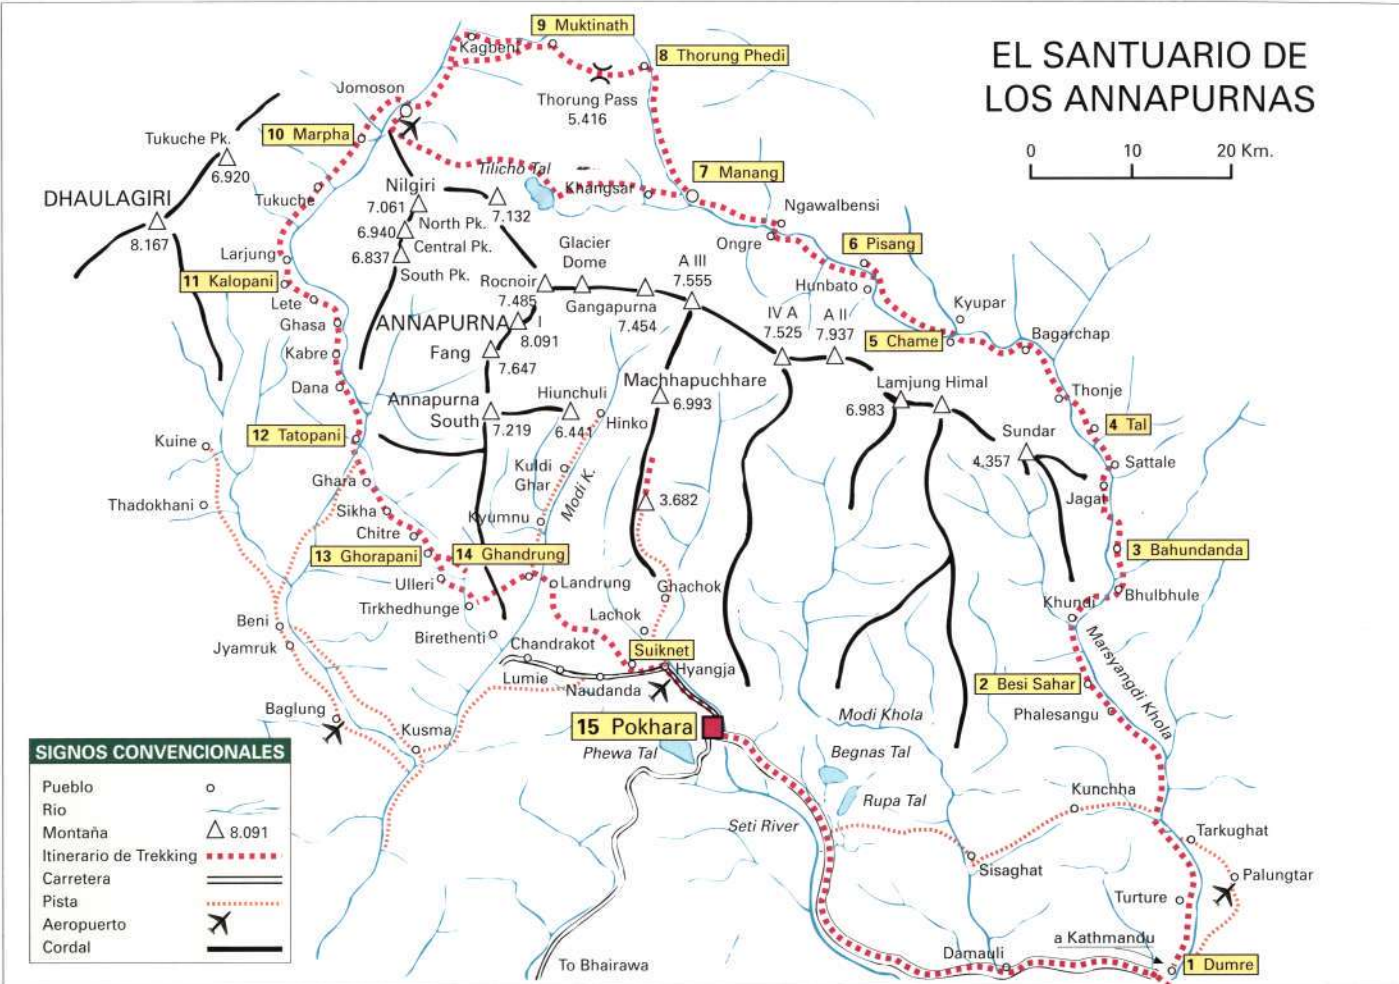 EL SANTUARIO DE
LOS ANNAPURNAS
0 10 20 Km.
9 Muktinath
Kagbeni
8 Thorung Phedi
Thorung Pass
5.416
Jomoson
10 Marpha
Tukuche Pk.
6.920
DHAULAGIRI
8.167
Tukuche
Nilgiri
7.061
6.940
North Pk.
Central Pk.
6.837
South Pk.
7.132
Tilicho Tal
Khangsar
7 Manang
Ngawalbensi
Ongre
6 Pisang
Hunbato
Kyupar
5 Chame
Bagarchap
Larjung
11 Kalopani
Lete
Ghasa
Kabre
Dana
12 Tatopani
Glacier
Dome
Rocnoir
7.485
Gangapurna
7.454
A III
7.555
IV A
7.525
A II
7.937
ANNAPURNA I
8.091
Fang
7.647
Annapurna
South
7.219
Hiunchuli
6.441
Hinko
Machhapuchhare
6.993
Lamjung Himal
6.983
Sundar
4.357
Thonje
4 Tal
Sattale
Jagat
3 Bahundanda
Bhulbhule
Khundi
Marsyangdi Khola
Kuine
Thadokhani
Ghara
Sikha
Chitre
13 Ghorapani
Ulleri
Tirkhedhunge
Birethenti
Kuldi
Ghar
Modi K.
Kyumnu
14 Ghandrung
Landrung
3.682
Ghachok
Lachok
Suiknet
Hyangja
Chandrakot
Lumie
Naudanda
Beni
Jyamruk
Baglung
Kusma
15 Pokhara
Phewa Tal
2 Besi Sahar
Phalesangu
Modi Khola
Begnas Tal
Rupa Tal
Seti River
Kunchha
Tarkughat
Sisaghat
Palungtar
Turture
a Kathmandu
Damauli
1 Dumre
To Bhairawa
SIGNOS CONVENCIONALES
Pueblo
Rio
Montaña 8.091
Itinerario de Trekking
Carretera
Pista
Aeropuerto
Cordal